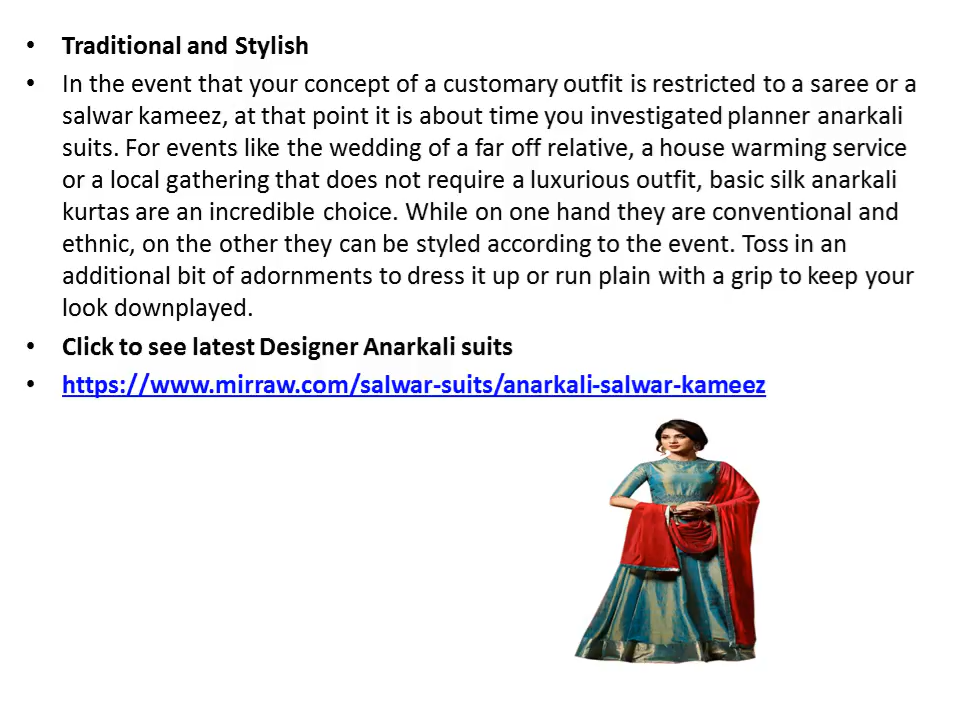 • Traditional and Stylish
• In the event that your concept of a customary outfit is restricted to a saree or a
salwar kameez, at that point it is about time you investigated planner anarkali
suits. For events like the wedding of a far off relative, a house warming service
or a local gathering that does not require a luxurious outfit, basic silk anarkali
kurtas are an incredible choice. While on one hand they are conventional and
ethnic, on the other they can be styled according to the event. Toss in an
additional bit of adornments to dress it up or run plain with a grip to keep your
look downplayed.
• Click to see latest Designer Anarkali suits
• https://www.mirraw.com/salwar-suits/anarkali-salwar-kameez